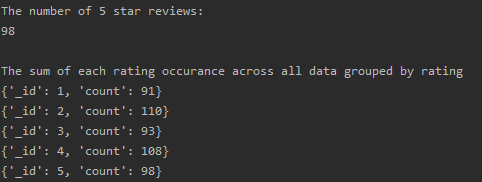 The number of 5 star reviews:
98
The sum of each rating occurance across all data grouped by rating
{'_id': 1, 'count': 91}
{'_id': 2, 'count': 110}
{'_id': 3, 'count': 93}
{'_id': 4, 'count': 108}
{'_id': 5, 'count': 98}